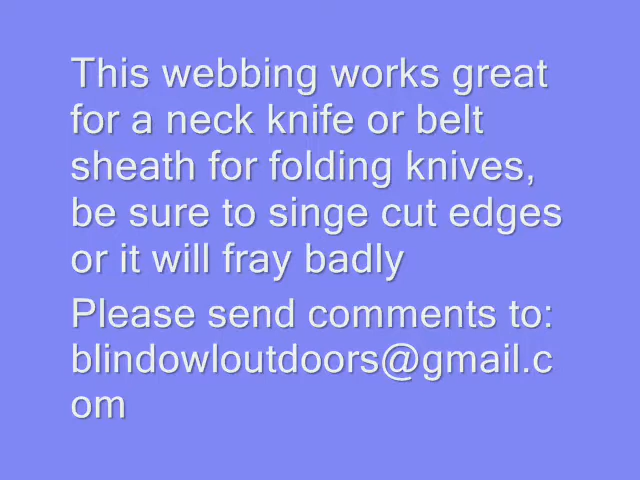 This webbing works great
for a neck knife or belt
sheath for folding knives,
be sure to singe cut edges
or it will fray badly
Please send comments to:
blindowloutdoors@gmail.c
om